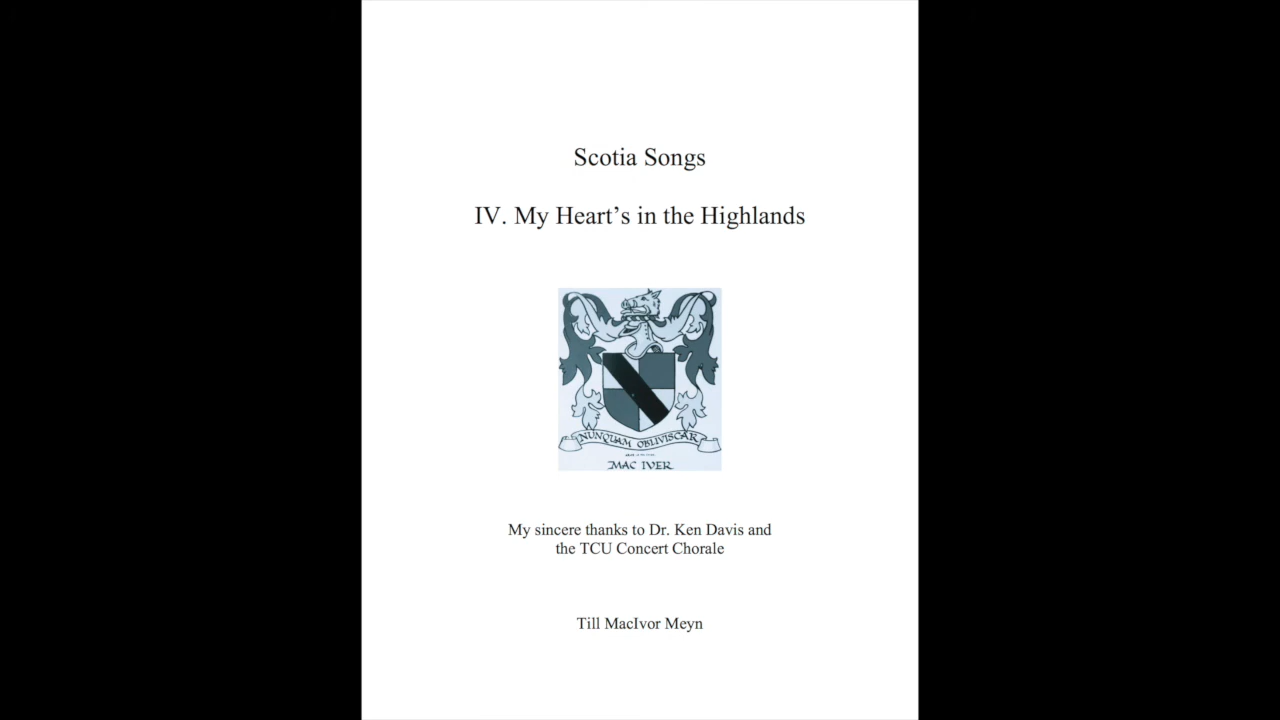 Scotia Songs
IV. My Heart’s in the Highlands
NUNQUAM OBLIVISCAR
MAC IVER
My sincere thanks to Dr. Ken Davis and
the TCU Concert Chorale
Till MacIvor Meyn